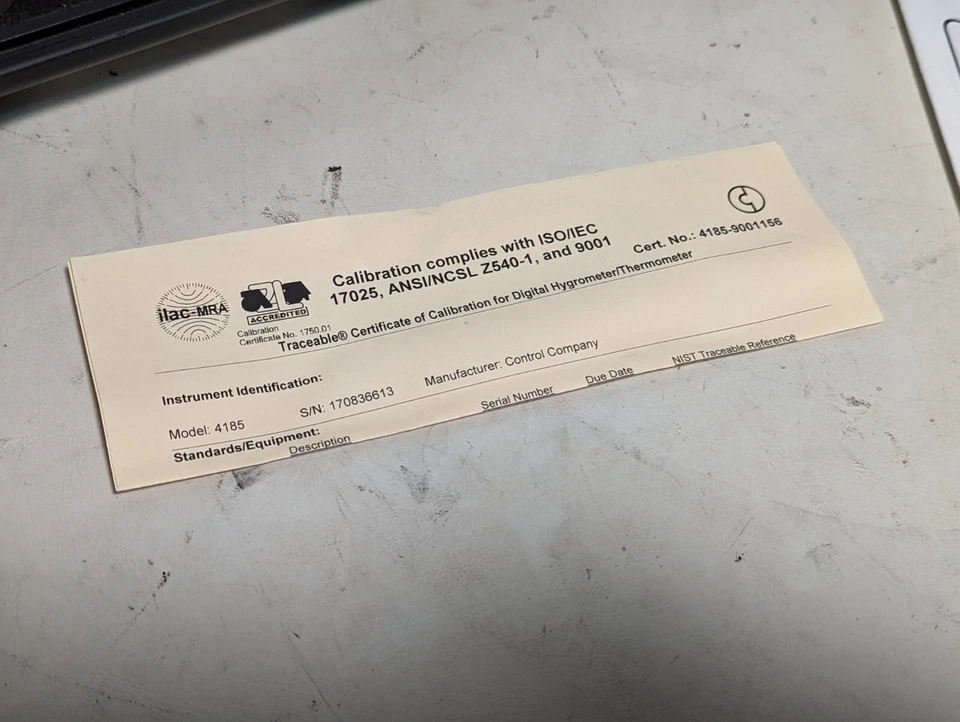 Calibration complies with ISO/IEC
17025, ANSI/NCSL Z540-1, and 9001
Cert. No.: 4185-9001156
ilac-MRA
ACCREDITED
Calibration
Certificate No. 1750.01
Traceable® Certificate of Calibration for Digital Hygrometer/Thermometer
Instrument Identification:
Model: 4185 S/N: 170836613 Manufacturer: Control Company
Standards/Equipment:
Description Serial Number Due Date NIST Traceable Reference